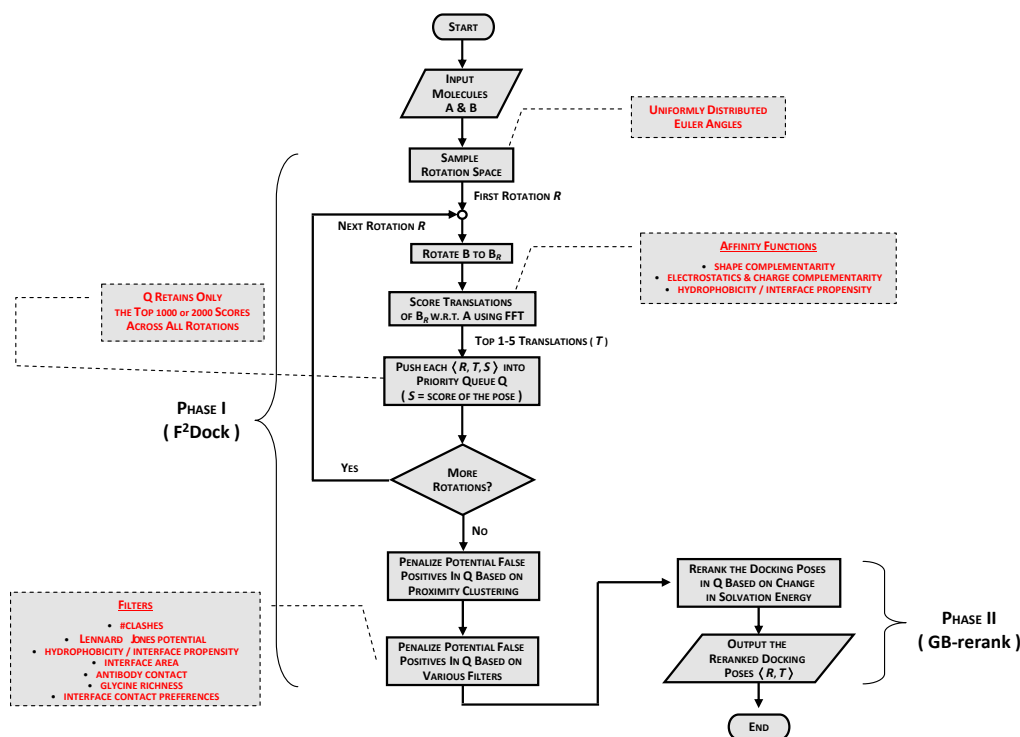 START
INPUT
MOLECULES
A & B
UNIFORMLY DISTRIBUTED
EULER ANGLES
SAMPLE
ROTATION SPACE
FIRST ROTATION R
NEXT ROTATION R
ROTATE B TO B_R
AFFINITY FUNCTIONS
• SHAPE COMPLEMENTARITY
• ELECTROSTATICS & CHARGE COMPLEMENTARITY
• HYDROPHOBICITY / INTERFACE PROPENSITY
Q RETAINS ONLY
THE TOP 1000 or 2000 SCORES
ACROSS ALL ROTATIONS
SCORE TRANSLATIONS
OF B_R W.R.T. A USING FFT
TOP 1-5 TRANSLATIONS ( T )
PUSH EACH ⟨ R, T, S ⟩ INTO
PRIORITY QUEUE Q
( S = SCORE OF THE POSE )
PHASE I
( F²Dock )
YES
MORE
ROTATIONS?
NO
PENALIZE POTENTIAL FALSE
POSITIVES IN Q BASED ON
PROXIMITY CLUSTERING
FILTERS
• #CLASHES
• LENNARD JONES POTENTIAL
• HYDROPHOBICITY / INTERFACE PROPENSITY
• INTERFACE AREA
• ANTIBODY CONTACT
• GLYCINE RICHNESS
• INTERFACE CONTACT PREFERENCES
PENALIZE POTENTIAL FALSE
POSITIVES IN Q BASED ON
VARIOUS FILTERS
RERANK THE DOCKING POSES
IN Q BASED ON CHANGE
IN SOLVATION ENERGY
PHASE II
( GB-rerank )
OUTPUT THE
RERANKED DOCKING
POSES ⟨ R, T ⟩
END